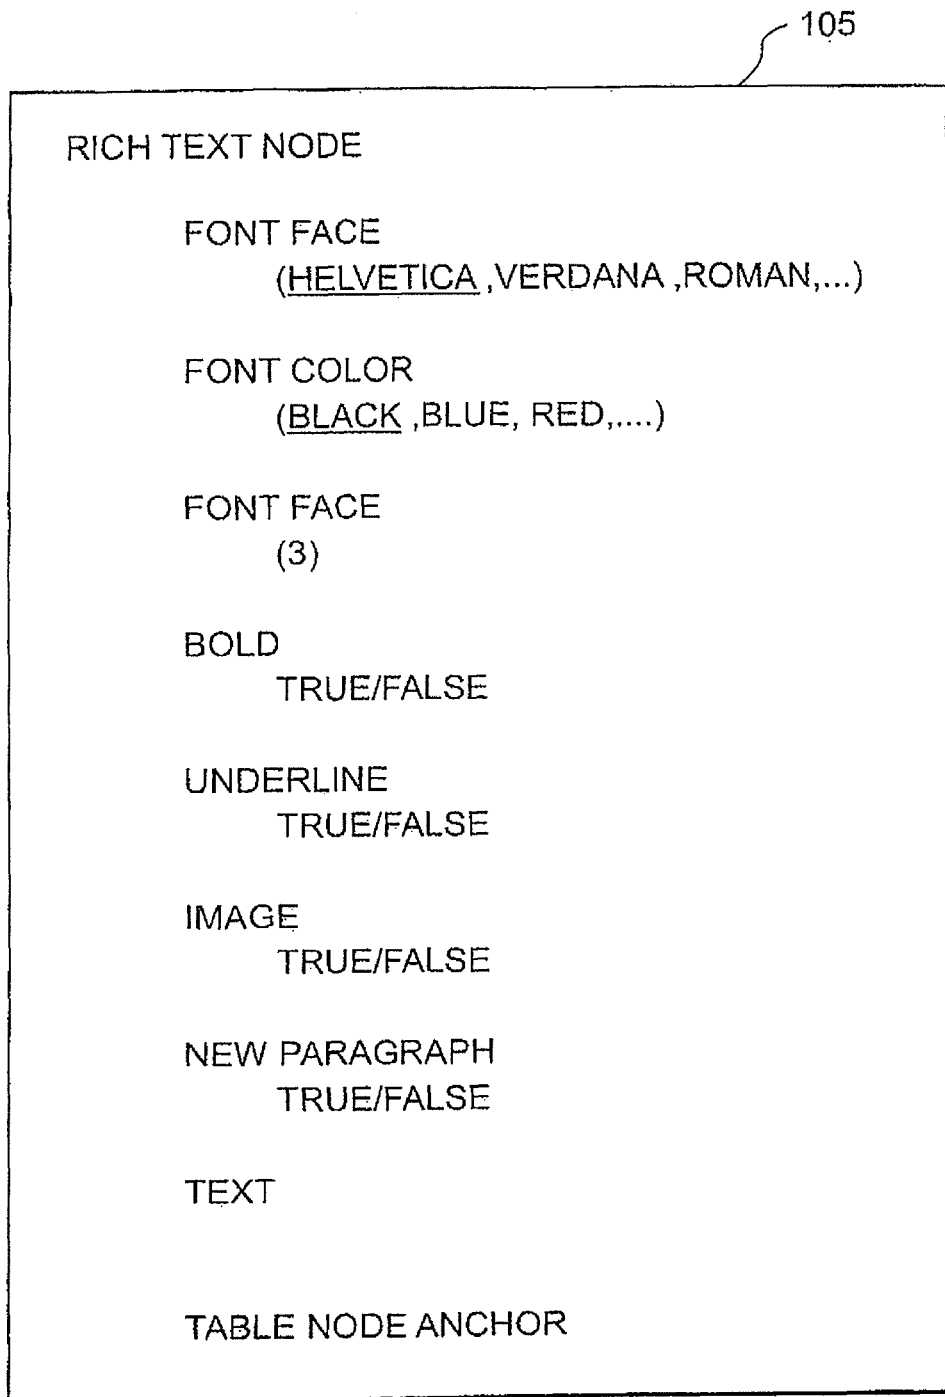 105
RICH TEXT NODE
FONT FACE
(HELVETICA ,VERDANA ,ROMAN,...)
FONT COLOR
(BLACK ,BLUE, RED,,...)
FONT FACE
(3)
BOLD
TRUE/FALSE
UNDERLINE
TRUE/FALSE
IMAGE
TRUE/FALSE
NEW PARAGRAPH
TRUE/FALSE
TEXT
TABLE NODE ANCHOR